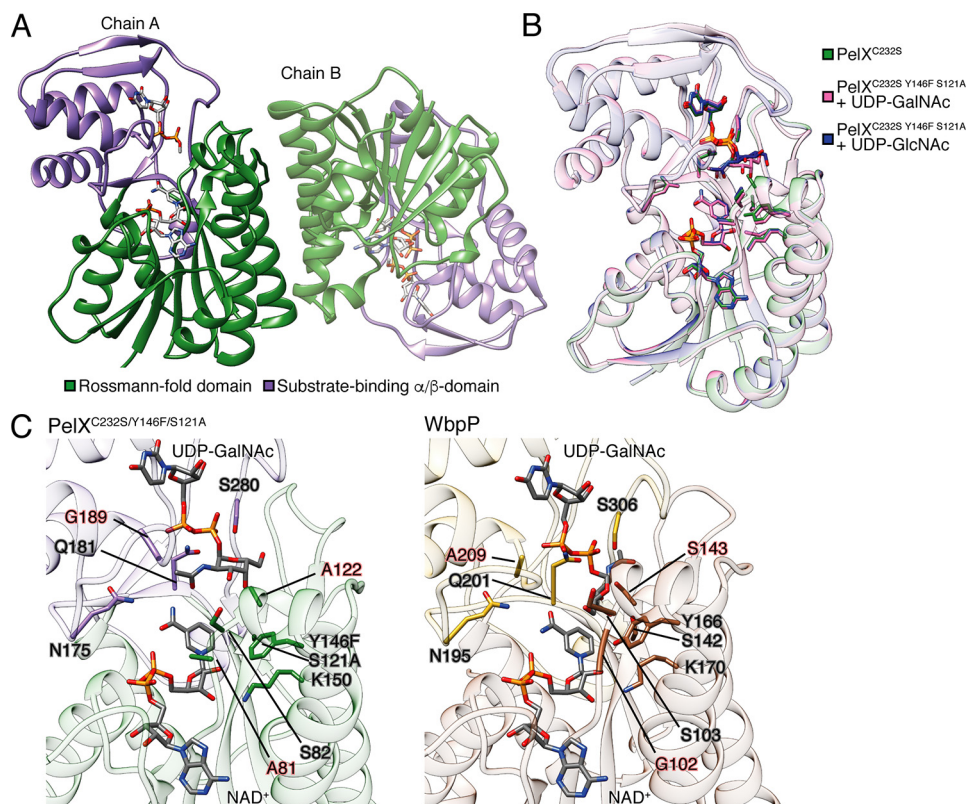 A
Chain A
Chain B
Rossmann-fold domain
Substrate-binding α/β-domain
B
PelX^C232S
PelX^C232S Y146F S121A
+ UDP-GalNAc
PelX^C232S Y146F S121A
+ UDP-GlcNAc
C
PelX^C232S/Y146F/S121A
UDP-GalNAc
S280
G189
Q181
A122
N175
Y146F
S121A
K150
S82
A81
NAD⁺
WbpP
UDP-GalNAc
S306
S143
A209
Q201
Y166
S142
N195
K170
S103
G102
NAD⁺